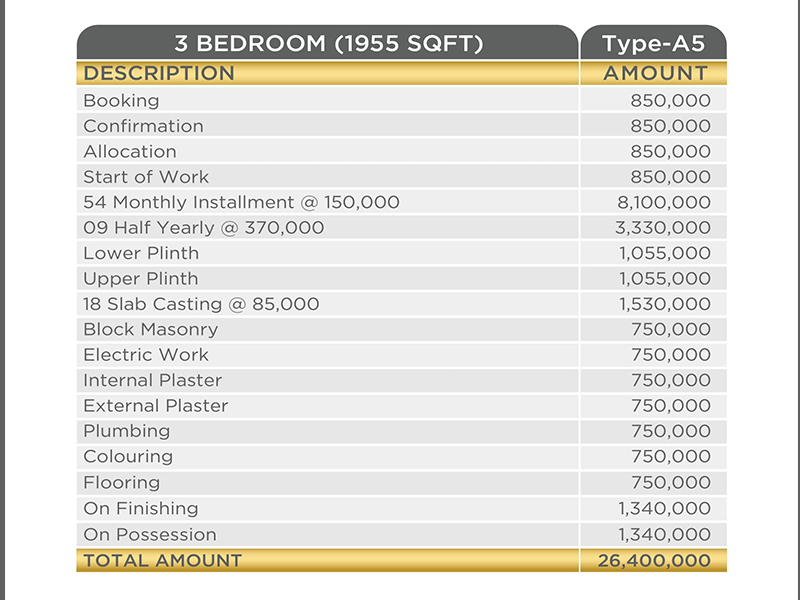 3 BEDROOM (1955 SQFT) Type-A5
DESCRIPTION AMOUNT
Booking 850,000
Confirmation 850,000
Allocation 850,000
Start of Work 850,000
54 Monthly Installment @ 150,000 8,100,000
09 Half Yearly @ 370,000 3,330,000
Lower Plinth 1,055,000
Upper Plinth 1,055,000
18 Slab Casting @ 85,000 1,530,000
Block Masonry 750,000
Electric Work 750,000
Internal Plaster 750,000
External Plaster 750,000
Plumbing 750,000
Colouring 750,000
Flooring 750,000
On Finishing 1,340,000
On Possession 1,340,000
TOTAL AMOUNT 26,400,000